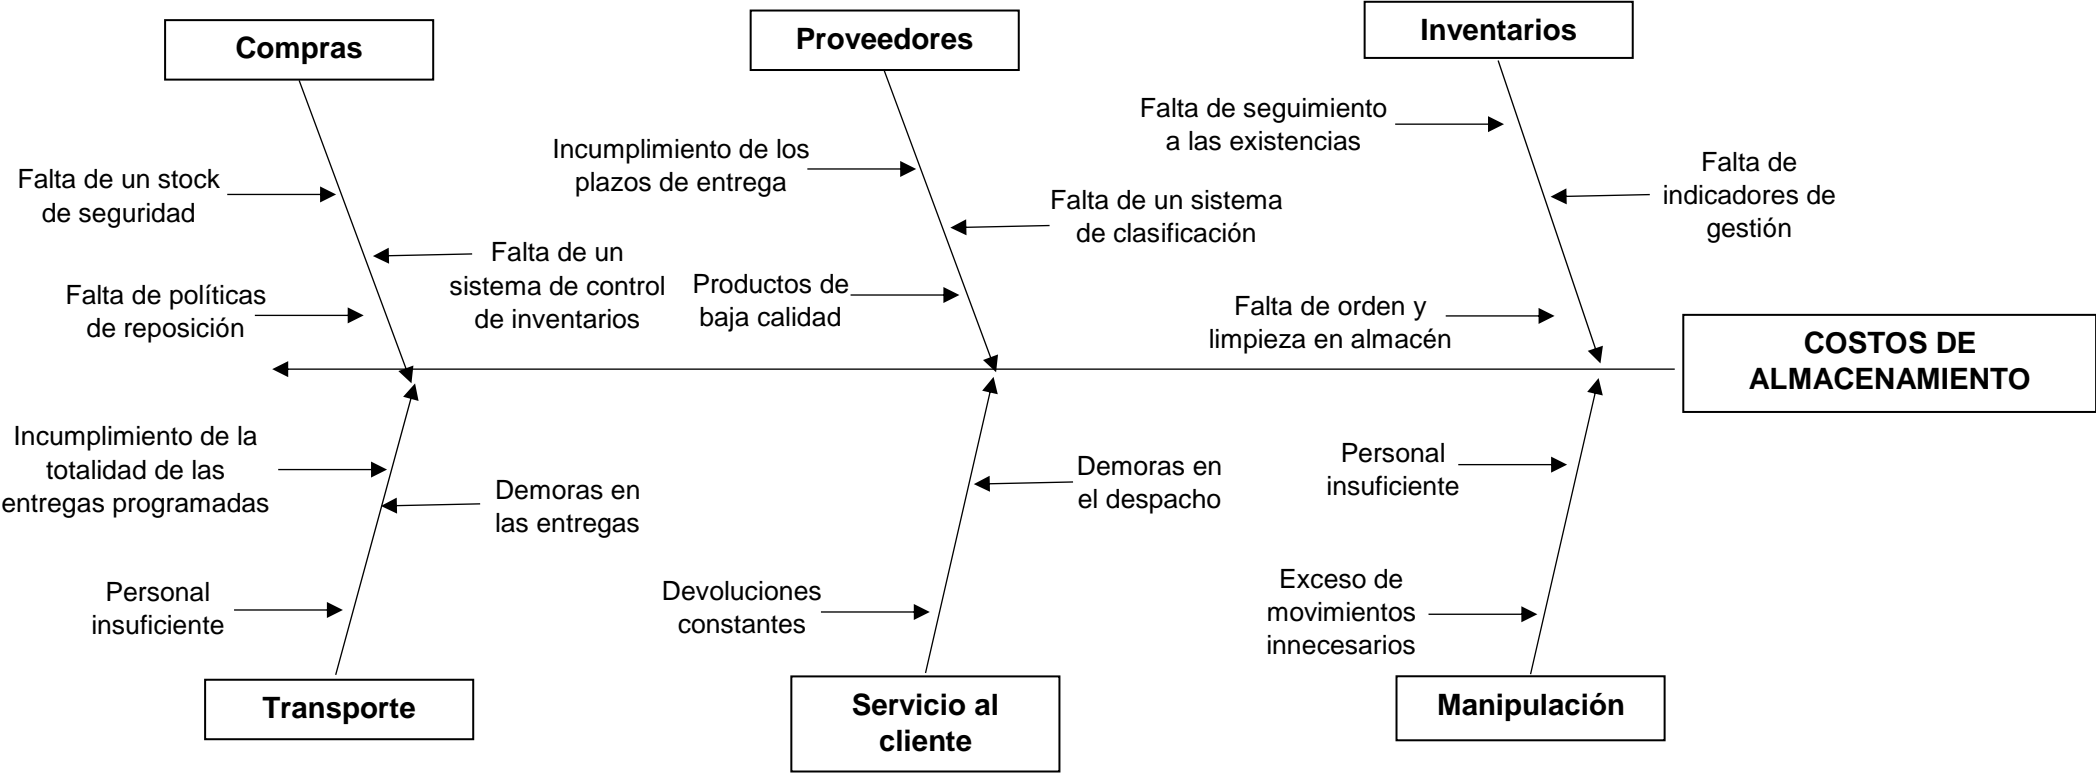 Compras
Proveedores
Inventarios
Falta de un stock
de seguridad
Falta de un
sistema de control
de inventarios
Falta de políticas
de reposición
Incumplimiento de los
plazos de entrega
Falta de un sistema
de clasificación
Productos de
baja calidad
Falta de seguimiento
a las existencias
Falta de
indicadores de
gestión
Falta de orden y
limpieza en almacén
COSTOS DE
ALMACENAMIENTO
Incumplimiento de la
totalidad de las
entregas programadas
Demoras en
las entregas
Personal
insuficiente
Demoras en
el despacho
Devoluciones
constantes
Personal
insuficiente
Exceso de
movimientos
innecesarios
Transporte
Servicio al
cliente
Manipulación